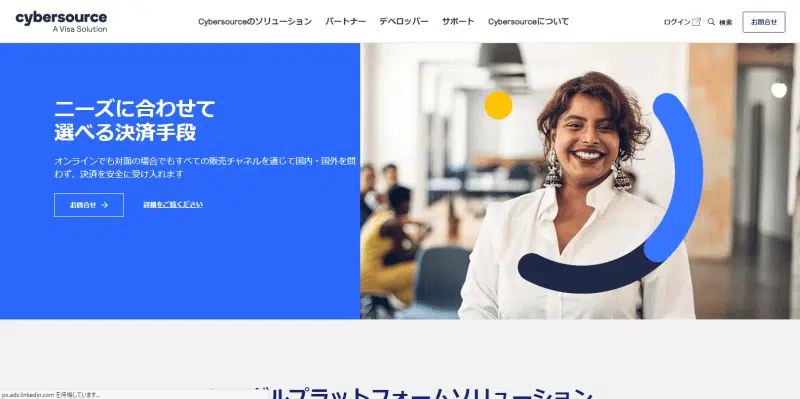 cybersource
A Visa Solution
Cybersourceのソリューション パートナー デベロッパー サポート Cybersourceについて
ログイン 検索 お問合せ
ニーズに合わせて
選べる決済手段
オンラインでも対面の場合でもすべての販売チャネルを通じて国内・国外を問
わず、決済を安全に受け入れます
お問合せ → 詳細をご覧ください
グルプラットフォームソリューション
px.ads.linkedin.com を待機しています...